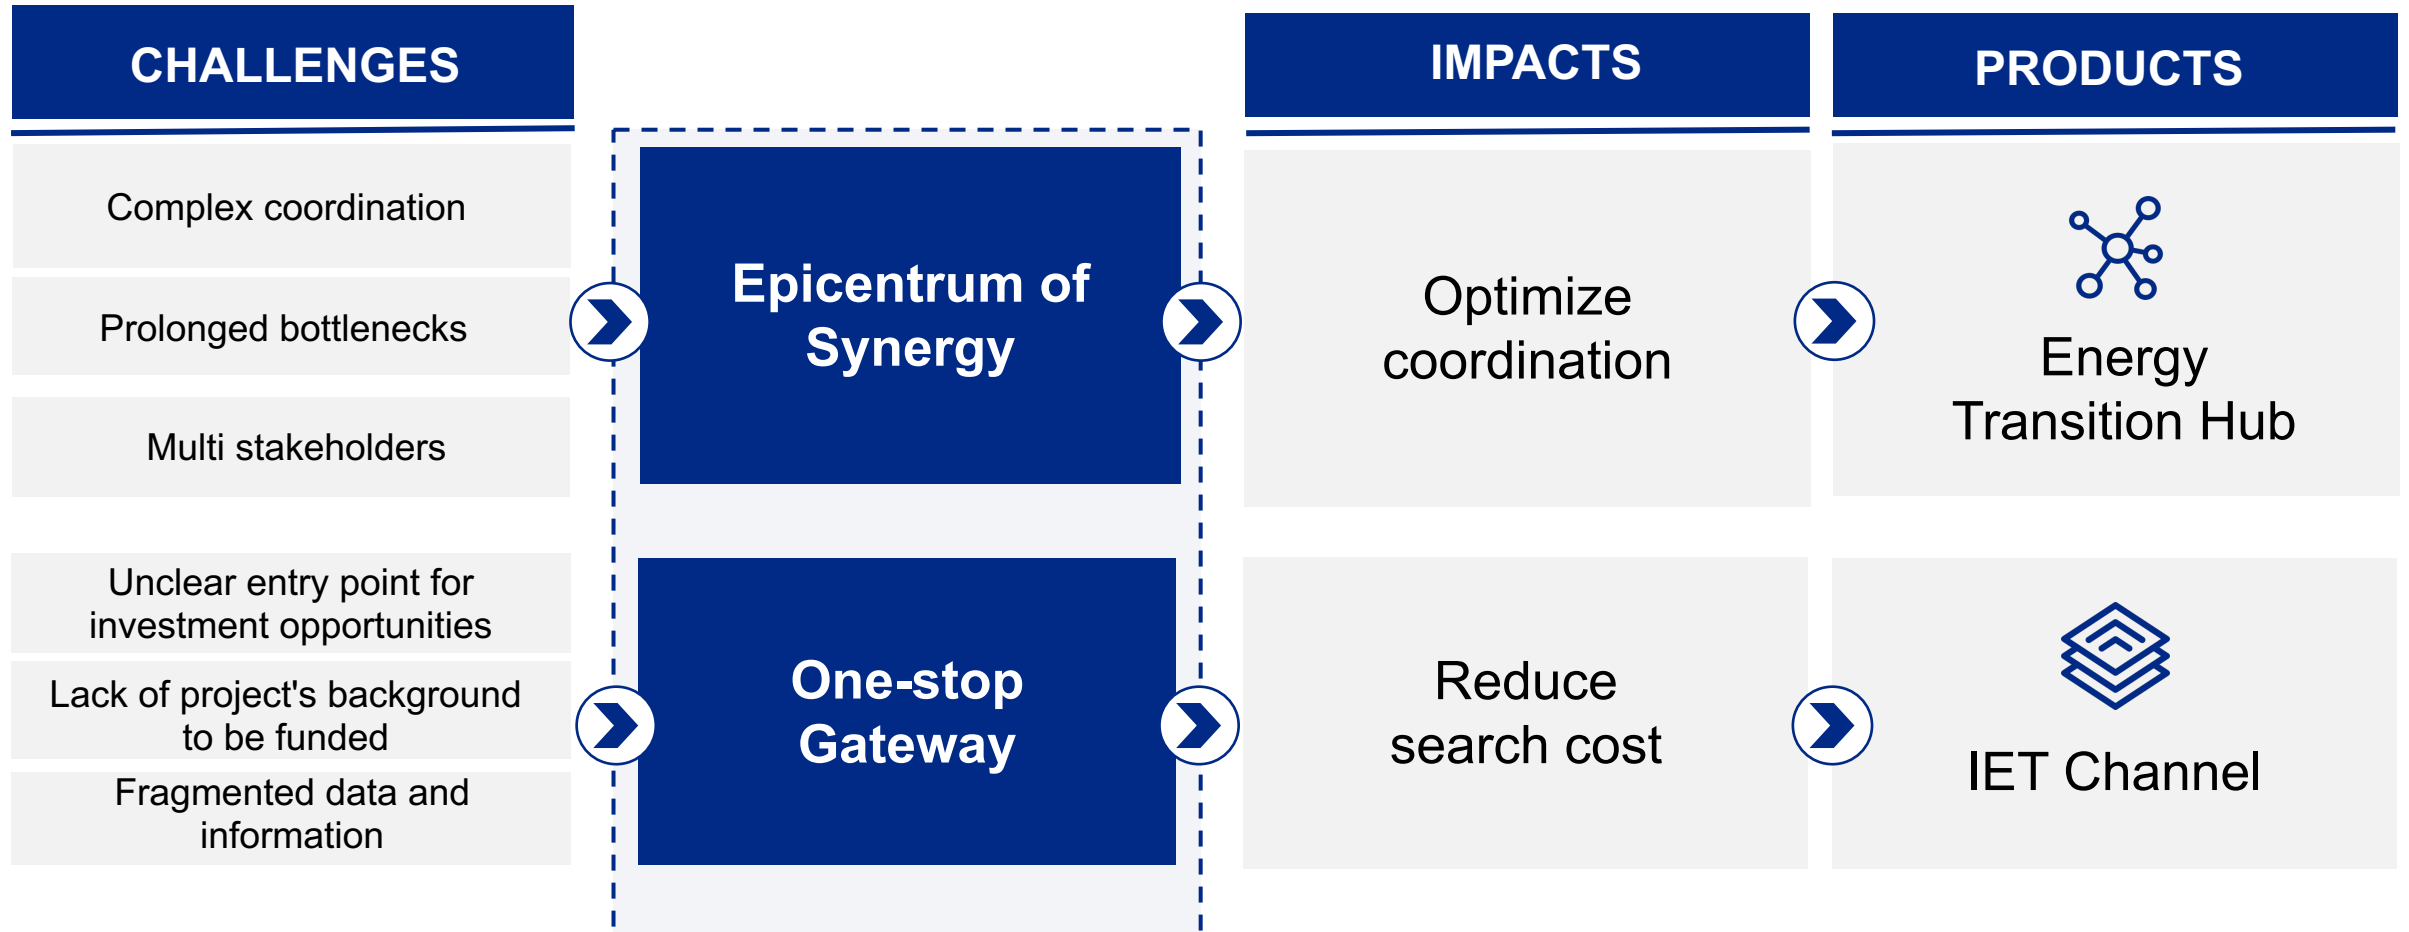 CHALLENGES
IMPACTS
PRODUCTS
Complex coordination
Prolonged bottlenecks
Multi stakeholders
Epicentrum of
Synergy
Optimize
coordination
Energy
Transition Hub
Unclear entry point for
investment opportunities
Lack of project's background
to be funded
Fragmented data and
information
One-stop
Gateway
Reduce
search cost
IET Channel